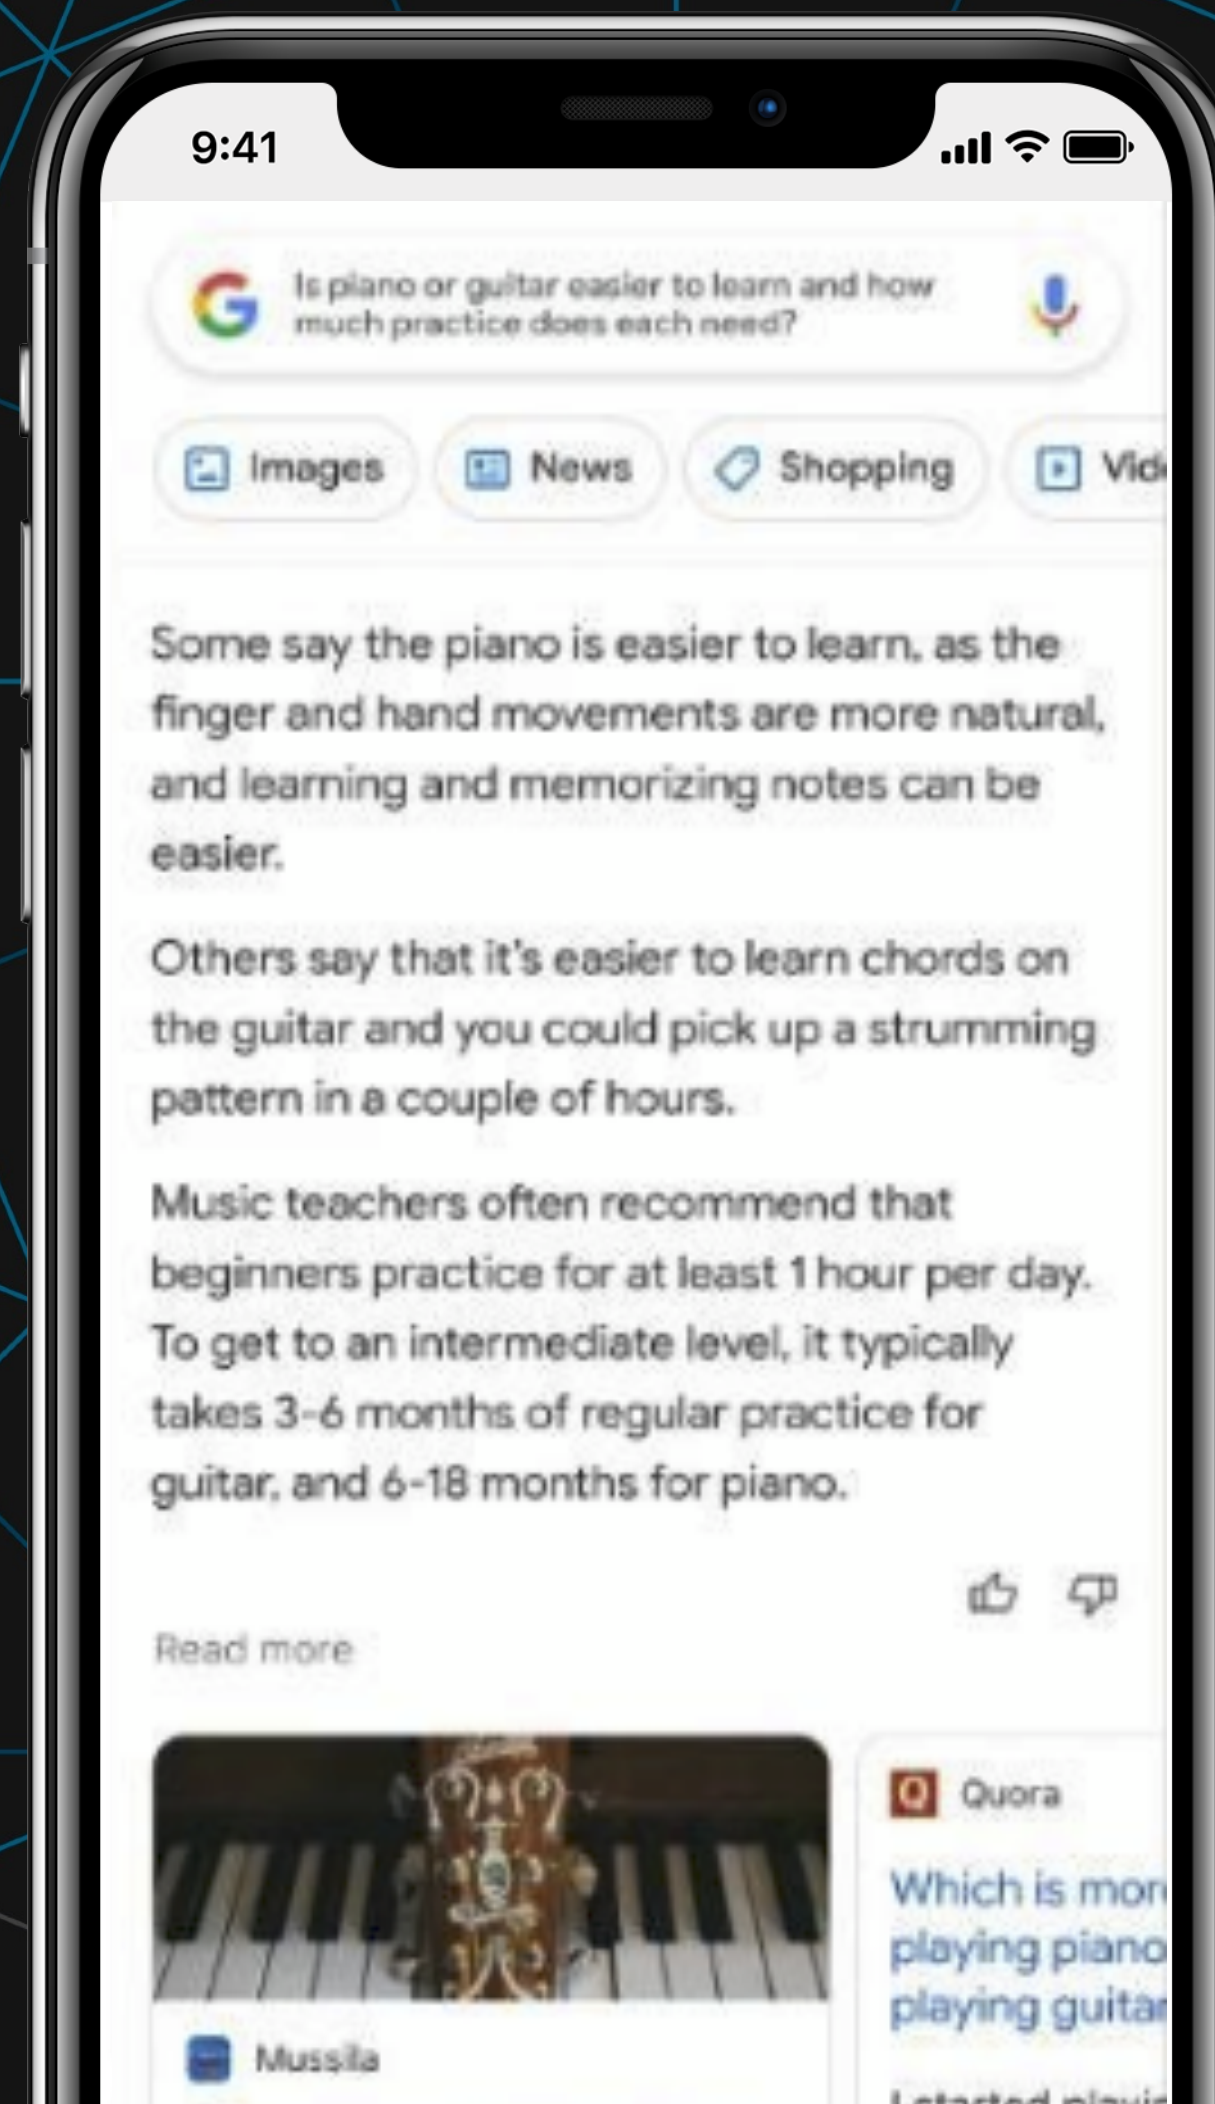 9:41
Is piano or guitar easier to learn and how
much practice does each need?
Images News Shopping Vid
Some say the piano is easier to learn, as the
finger and hand movements are more natural,
and learning and memorizing notes can be
easier.
Others say that it's easier to learn chords on
the guitar and you could pick up a strumming
pattern in a couple of hours.
Music teachers often recommend that
beginners practice for at least 1 hour per day.
To get to an intermediate level, it typically
takes 3-6 months of regular practice for
guitar, and 6-18 months for piano.
Read more
Mussila
Quora
Which is more
playing piano
playing guitar
I started